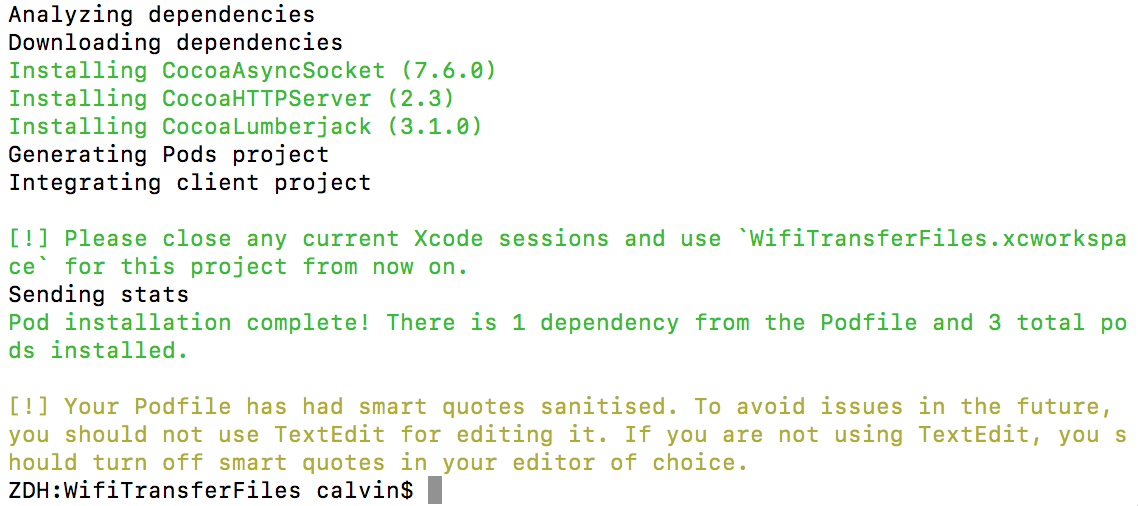 Analyzing dependencies
Downloading dependencies
Installing CocoaAsyncSocket (7.6.0)
Installing CocoaHTTPServer (2.3)
Installing CocoaLumberjack (3.1.0)
Generating Pods project
Integrating client project
[!] Please close any current Xcode sessions and use `WifiTransferFiles.xcworkspa
ce` for this project from now on.
Sending stats
Pod installation complete! There is 1 dependency from the Podfile and 3 total po
ds installed.
[!] Your Podfile has had smart quotes sanitised. To avoid issues in the future,
you should not use TextEdit for editing it. If you are not using TextEdit, you s
hould turn off smart quotes in your editor of choice.
ZDH:WifiTransferFiles calvin$